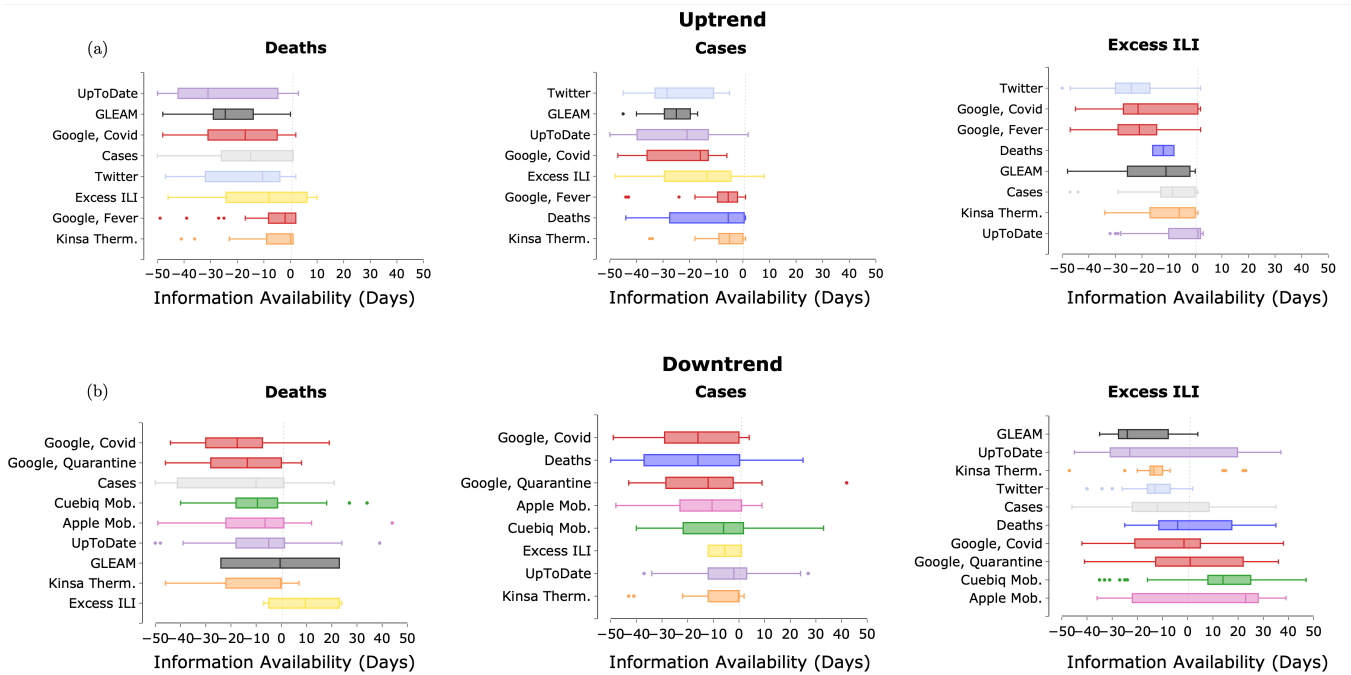 Uptrend
(a)
Deaths
UpToDate
GLEAM
Google, Covid
Cases
Twitter
Excess ILI
Google, Fever
Kinsa Therm.
−50−40−30−20−10 0 10 20 30 40 50
Information Availability (Days)
Cases
Twitter
GLEAM
UpToDate
Google, Covid
Excess ILI
Google, Fever
Deaths
Kinsa Therm.
−50−40−30−20−10 0 10 20 30 40 50
Information Availability (Days)
Excess ILI
Twitter
Google, Covid
Google, Fever
Deaths
GLEAM
Cases
Kinsa Therm.
UpToDate
−50−40−30−20−10 0 10 20 30 40 50
Information Availability (Days)
Downtrend
(b)
Deaths
Google, Covid
Google, Quarantine
Cases
Cuebiq Mob.
Apple Mob.
UpToDate
GLEAM
Kinsa Therm.
Excess ILI
−50−40−30−20−10 0 10 20 30 40 50
Information Availability (Days)
Cases
Google, Covid
Deaths
Google, Quarantine
Apple Mob.
Cuebiq Mob.
Excess ILI
UpToDate
Kinsa Therm.
−50−40−30−20−10 0 10 20 30 40 50
Information Availability (Days)
Excess ILI
GLEAM
UpToDate
Kinsa Therm.
Twitter
Cases
Deaths
Google, Covid
Google, Quarantine
Cuebiq Mob.
Apple Mob.
−50−40−30−20−10 0 10 20 30 40 50
Information Availability (Days)